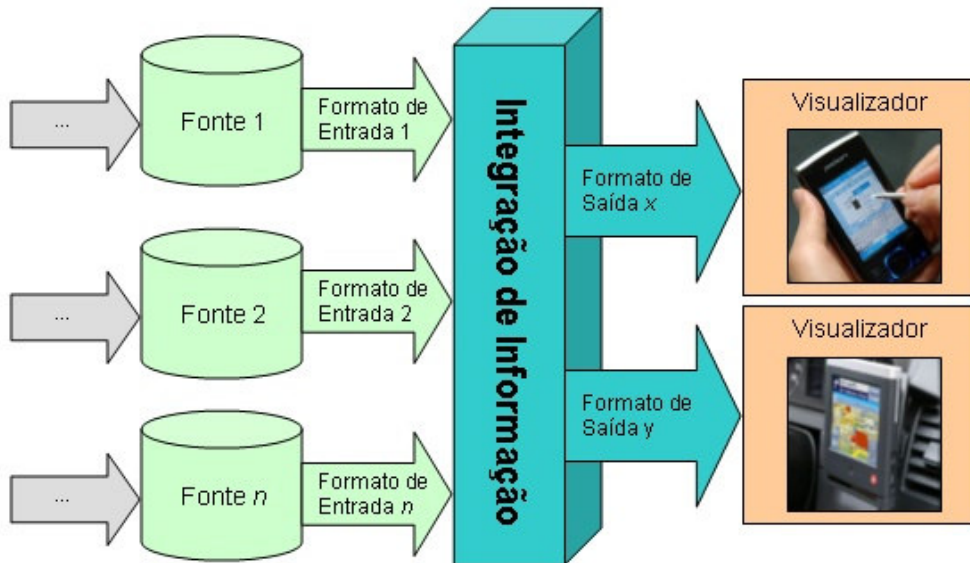 ...
Fonte 1
Formato de
Entrada 1
...
Fonte 2
Formato de
Entrada 2
...
Fonte n
Formato de
Entrada n
Integração de Informação
Formato de
Saída x
Formato de
Saída y
Visualizador
Visualizador